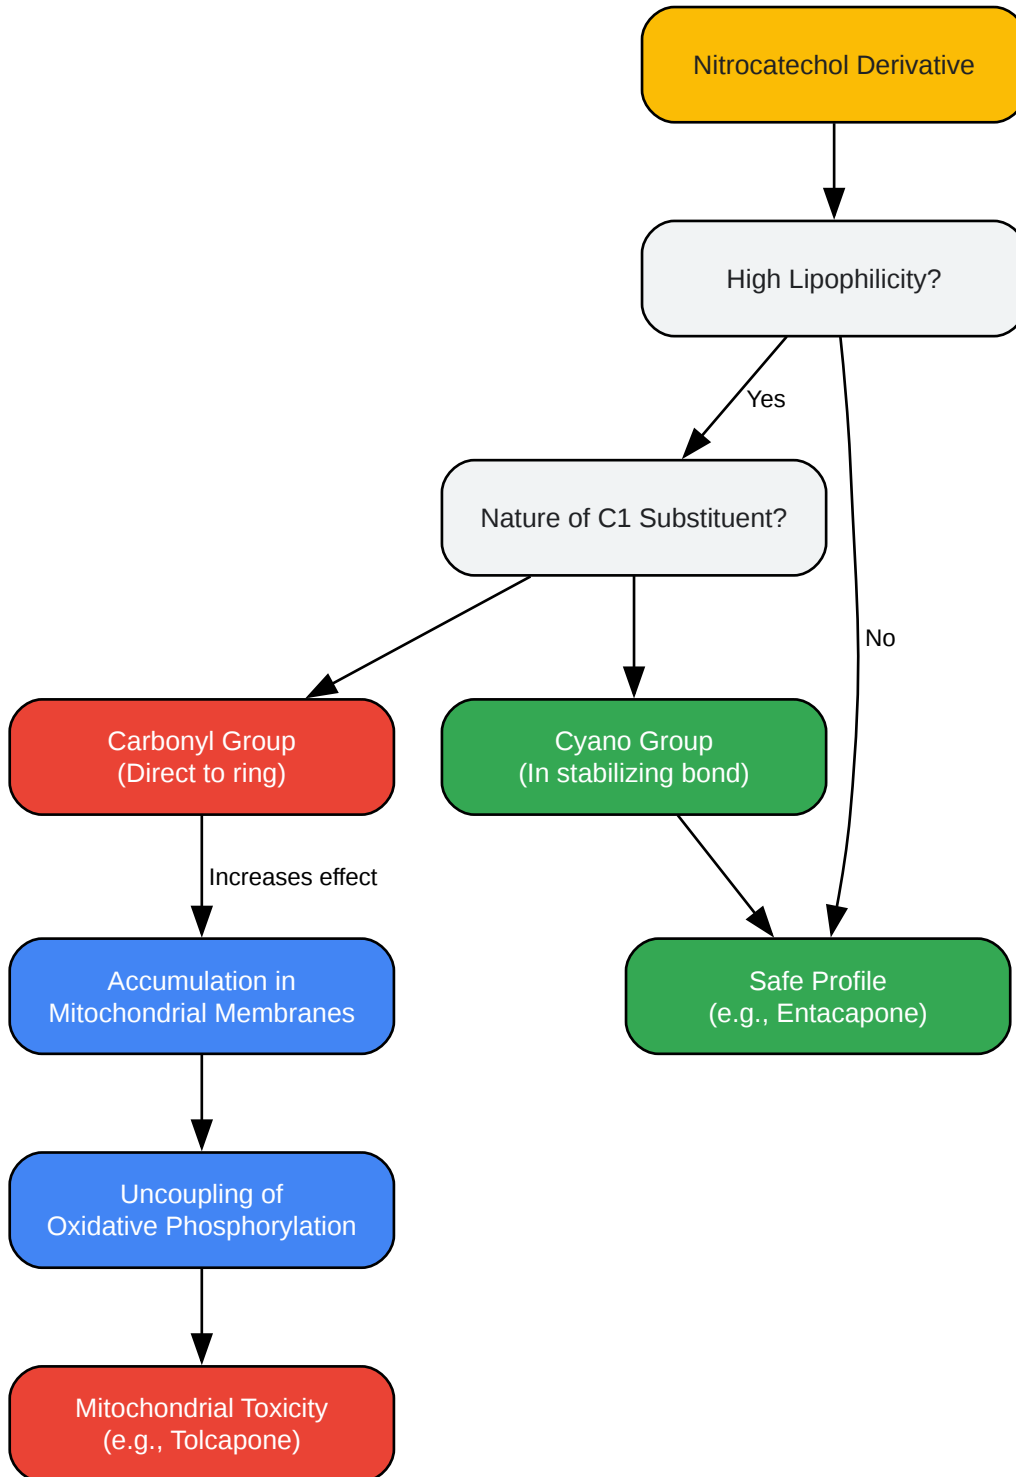 Nitrocatechol Derivative
High Lipophilicity?
Yes
Nature of C1 Substituent?
No
Carbonyl Group
(Direct to ring)
Cyano Group
(In stabilizing bond)
Increases effect
Accumulation in
Mitochondrial Membranes
Safe Profile
(e.g., Entacapone)
Uncoupling of
Oxidative Phosphorylation
Mitochondrial Toxicity
(e.g., Tolcapone)